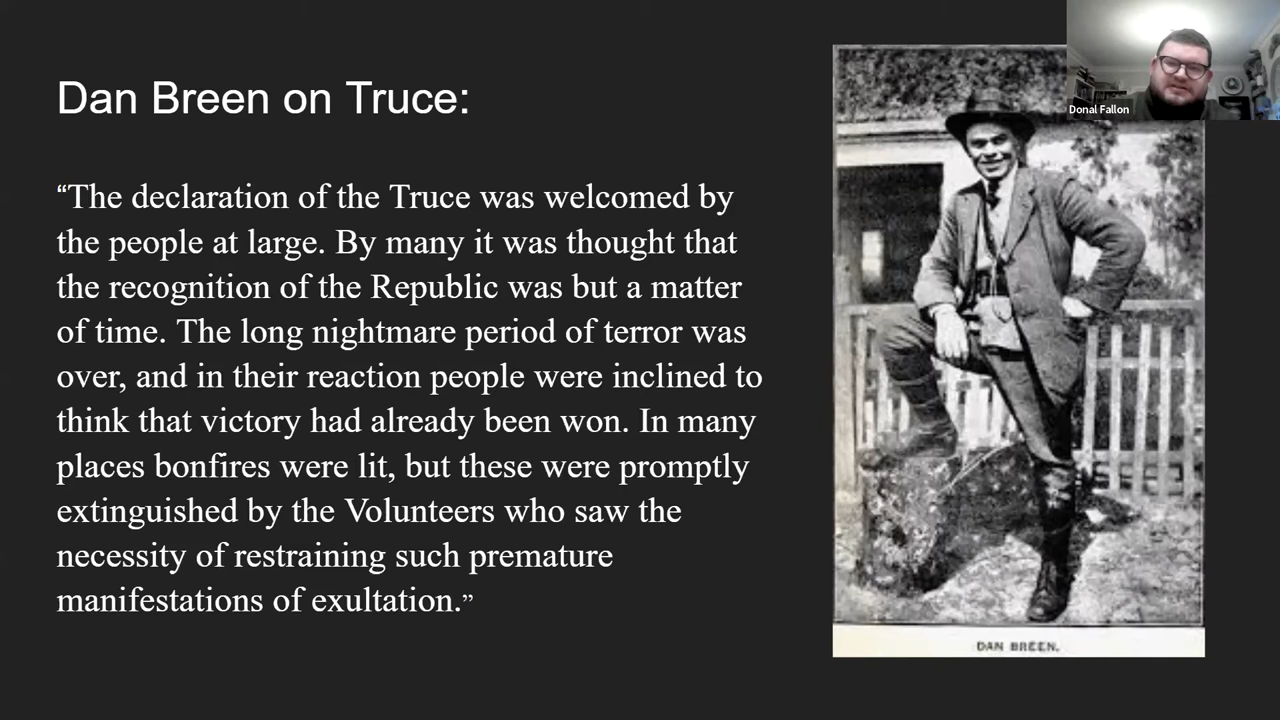 Dan Breen on Truce:
“The declaration of the Truce was welcomed by
the people at large. By many it was thought that
the recognition of the Republic was but a matter
of time. The long nightmare period of terror was
over, and in their reaction people were inclined to
think that victory had already been won. In many
places bonfires were lit, but these were promptly
extinguished by the Volunteers who saw the
necessity of restraining such premature
manifestations of exultation.”
Donal Fallon
DAN BREEN.